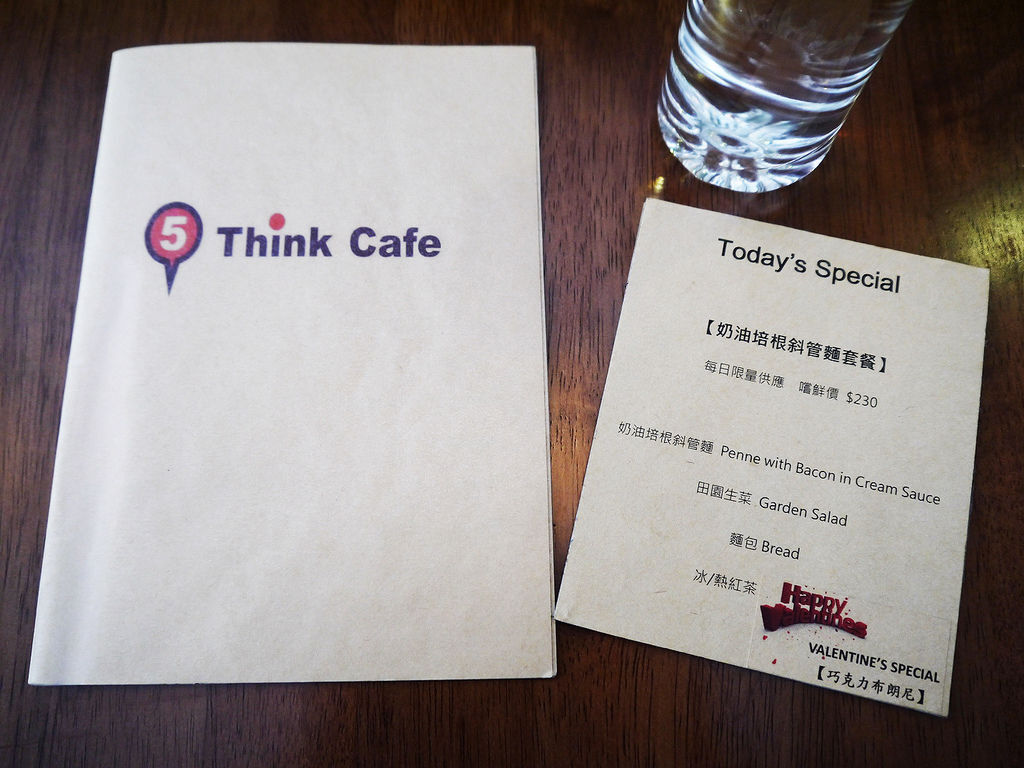 5 Think Cafe
Today's Special
【奶油培根斜管麵套餐】
每日限量供應 嚐鮮價 $230
奶油培根斜管麵 Penne with Bacon in Cream Sauce
田園生菜 Garden Salad
麵包 Bread
冰/熱紅茶
Happy
Valentines
VALENTINE'S SPECIAL
【巧克力布朗尼】